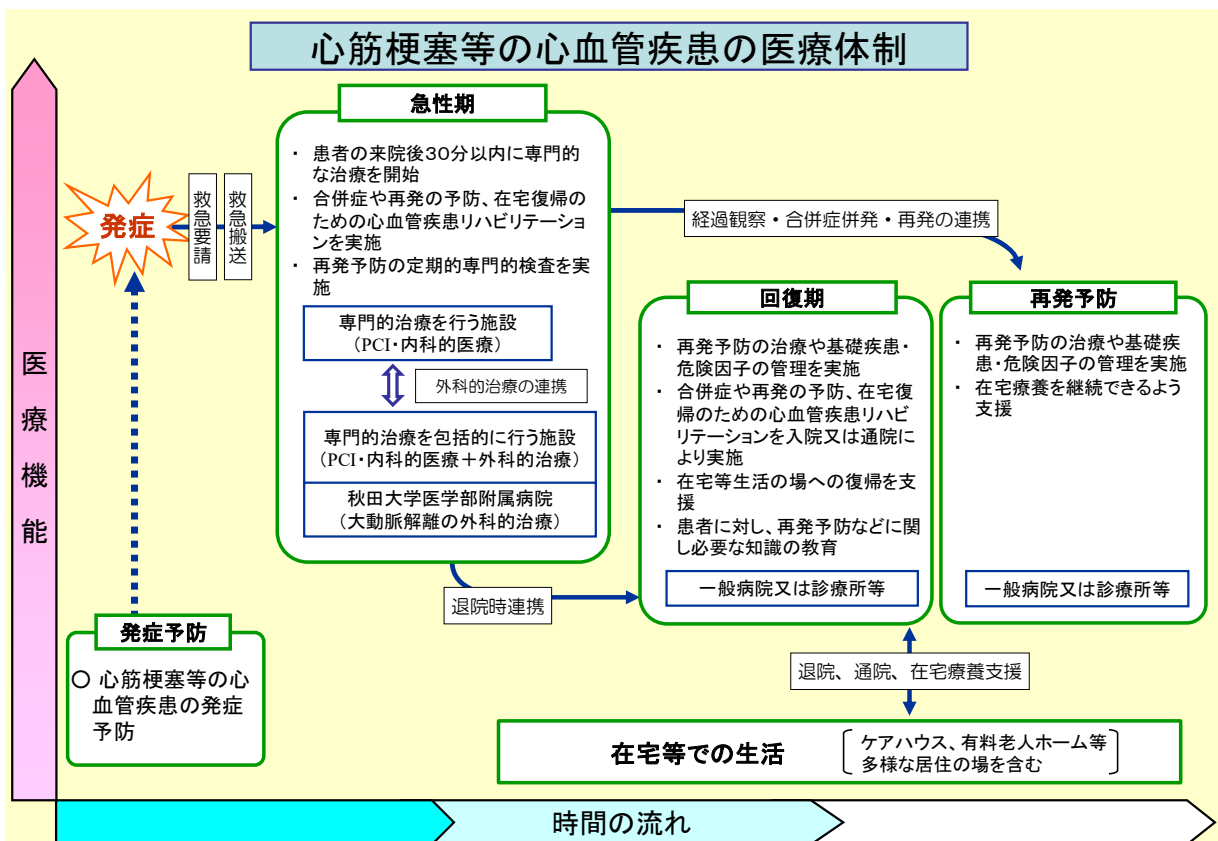 心筋梗塞等の心血管疾患の医療体制
医療機能
発症
救急要請
救急搬送
急性期
・ 患者の来院後30分以内に専門的
な治療を開始
・ 合併症や再発の予防、在宅復帰の
ための心血管疾患リハビリテーショ
ンを実施
・ 再発予防の定期的専門的検査を実
施
専門的治療を行う施設
（PCI・内科的医療）
外科的治療の連携
専門的治療を包括的に行う施設
（PCI・内科的医療＋外科的治療）
秋田大学医学部附属病院
（大動脈解離の外科的治療）
経過観察・合併症併発・再発の連携
退院時連携
回復期
・ 再発予防の治療や基礎疾患・
危険因子の管理を実施
・ 合併症や再発の予防、在宅復
帰のための心血管疾患リハビ
リテーションを入院又は通院に
より実施
・ 在宅等生活の場への復帰を支
援
・ 患者に対し、再発予防などに関
し必要な知識の教育
一般病院又は診療所等
再発予防
・ 再発予防の治療や基礎疾
患・危険因子の管理を実施
・ 在宅療養を継続できるよう
支援
一般病院又は診療所等
発症予防
○ 心筋梗塞等の心
血管疾患の発症
予防
退院、通院、在宅療養支援
在宅等での生活
ケアハウス、有料老人ホーム等
多様な居住の場を含む
時間の流れ